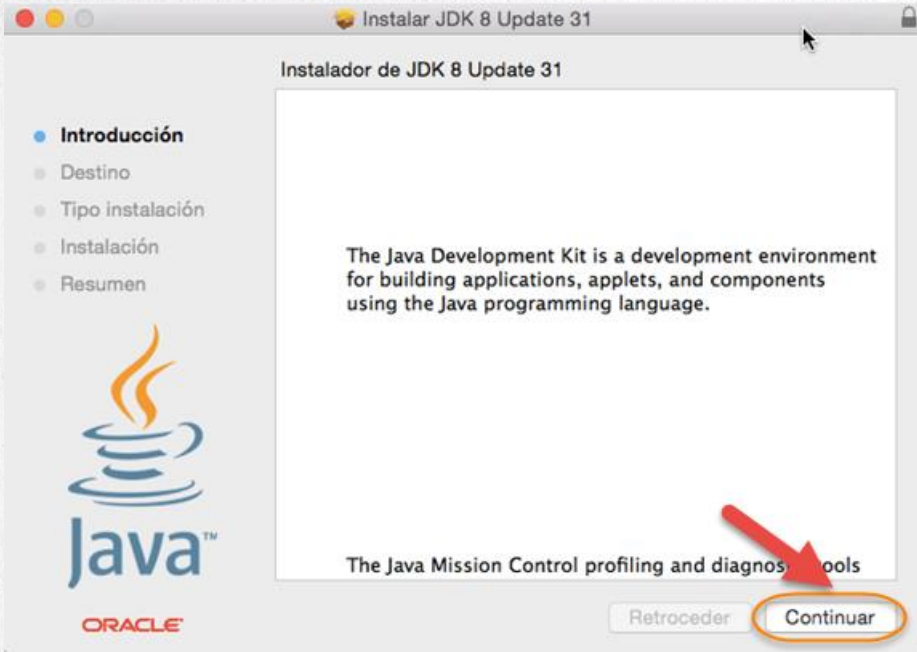 Instalar JDK 8 Update 31
Instalador de JDK 8 Update 31
Introducción
Destino
Tipo instalación
Instalación
Resumen
The Java Development Kit is a development environment
for building applications, applets, and components
using the Java programming language.
The Java Mission Control profiling and
Java™
ORACLE®
Retroceder
Continuar